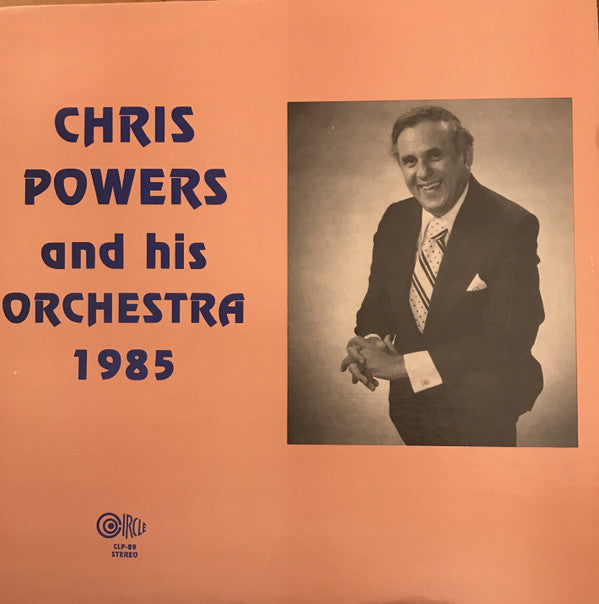 CHRIS
POWERS
and his
ORCHESTRA
1985
CIRCLE
CLP-89
STEREO